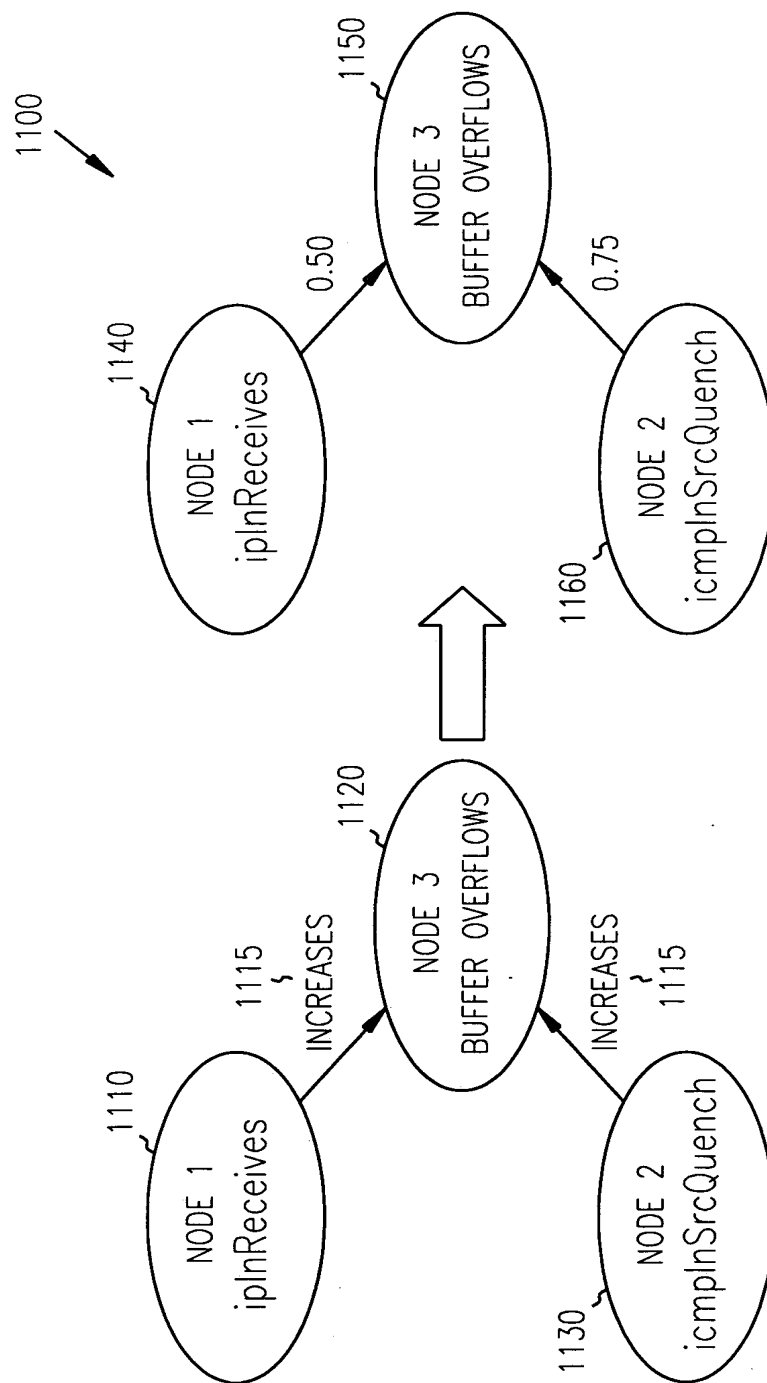 1100
1110
NODE 1
ipInReceives
1115
INCREASES
1120
NODE 3
BUFFER OVERFLOWS
INCREASES
1115
1130
NODE 2
icmpInSrcQuench
1140
NODE 1
ipInReceives
0.50
1150
NODE 3
BUFFER OVERFLOWS
0.75
1160
NODE 2
icmpInSrcQuench